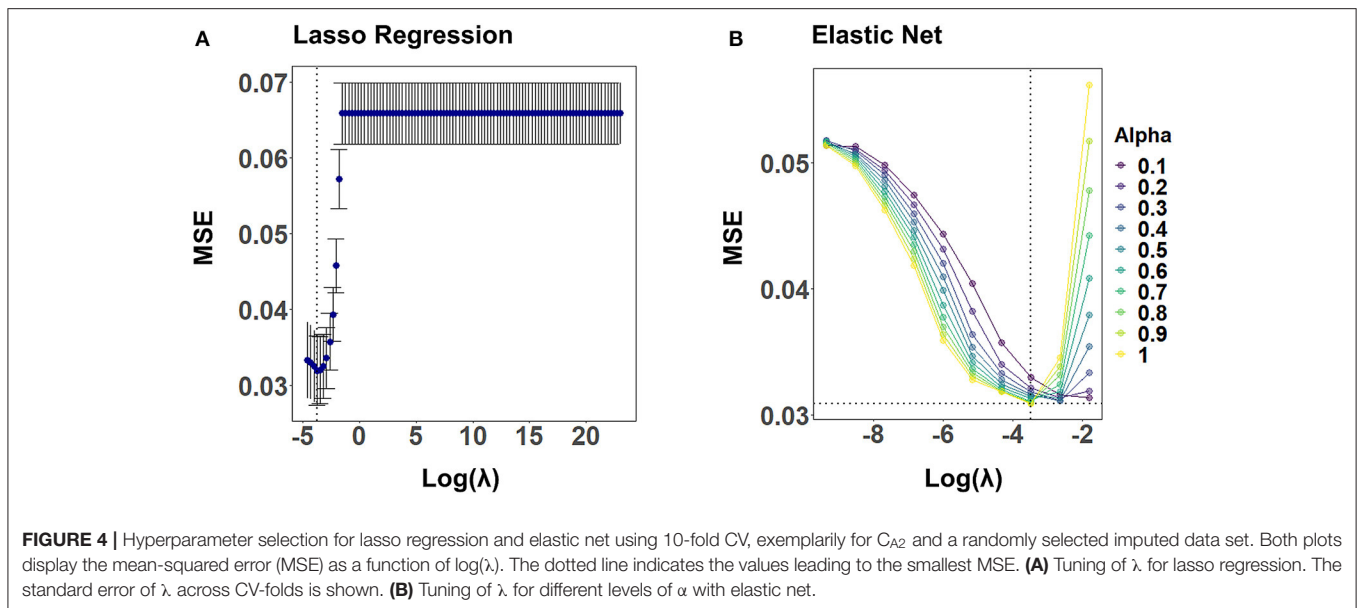 A Lasso Regression
0.07
0.06
0.05
0.04
0.03
MSE
-5 0 5 10 15 20
Log(λ)
B Elastic Net
0.05
0.04
0.03
MSE
-8 -6 -4 -2
Log(λ)
Alpha
0.1
0.2
0.3
0.4
0.5
0.6
0.7
0.8
0.9
1
FIGURE 4 | Hyperparameter selection for lasso regression and elastic net using 10-fold CV, exemplarily for CA2 and a randomly selected imputed data set. Both plots
display the mean-squared error (MSE) as a function of log(λ). The dotted line indicates the values leading to the smallest MSE. (A) Tuning of λ for lasso regression. The
standard error of λ across CV-folds is shown. (B) Tuning of λ for different levels of α with elastic net.